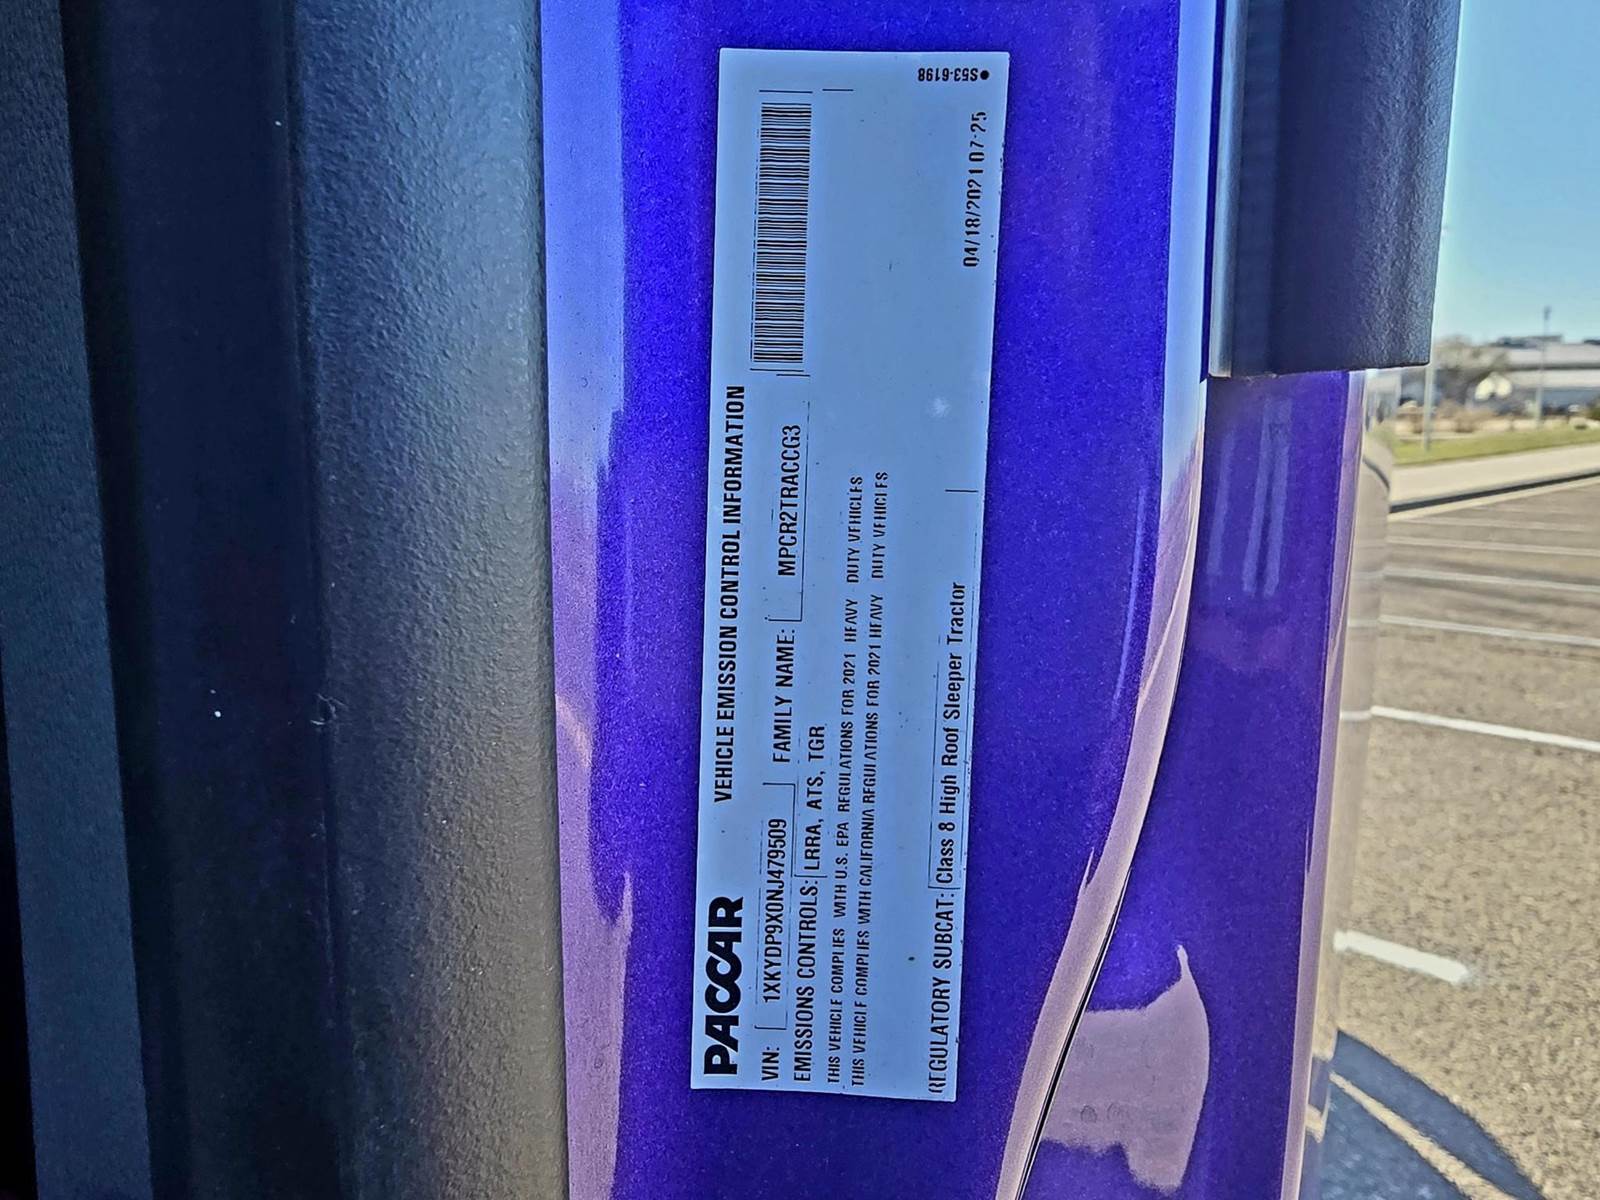 PACCAR VEHICLE EMISSION CONTROL INFORMATION
VIN: 1XKYDP9X0NJ479509 FAMILY NAME: MPCR2TRACCG3
EMISSIONS CONTROLS: LRRA, ATS, TGR
THIS VEHICLE COMPLIES WITH U.S. EPA REGULATIONS FOR 2021 HEAVY DUTY VEHICLES
THIS VEHICLE COMPLIES WITH CALIFORNIA REGULATIONS FOR 2021 HEAVY DUTY VEHICLES
REGULATORY SUBCAT: Class 8 High Roof Sleeper Tractor
04/18/2021 07:25
S53-6198